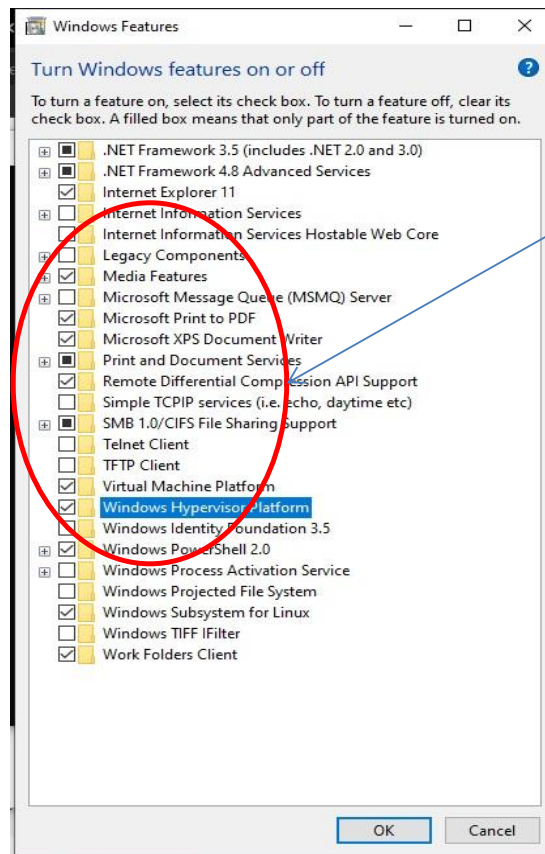 Windows Features
Turn Windows features on or off
To turn a feature on, select its check box. To turn a feature off, clear its
check box. A filled box means that only part of the feature is turned on.
.NET Framework 3.5 (includes .NET 2.0 and 3.0)
.NET Framework 4.8 Advanced Services
Internet Explorer 11
Internet Information Services
Internet Information Services Hostable Web Core
Legacy Components
Media Features
Microsoft Message Queue (MSMQ) Server
Microsoft Print to PDF
Microsoft XPS Document Writer
Print and Document Services
Remote Differential Compression API Support
Simple TCPIP services (i.e. echo, daytime etc)
SMB 1.0/CIFS File Sharing Support
Telnet Client
TFTP Client
Virtual Machine Platform
Windows Hypervisor Platform
Windows Identity Foundation 3.5
Windows PowerShell 2.0
Windows Process Activation Service
Windows Projected File System
Windows Subsystem for Linux
Windows TIFF IFilter
Work Folders Client
OK Cancel